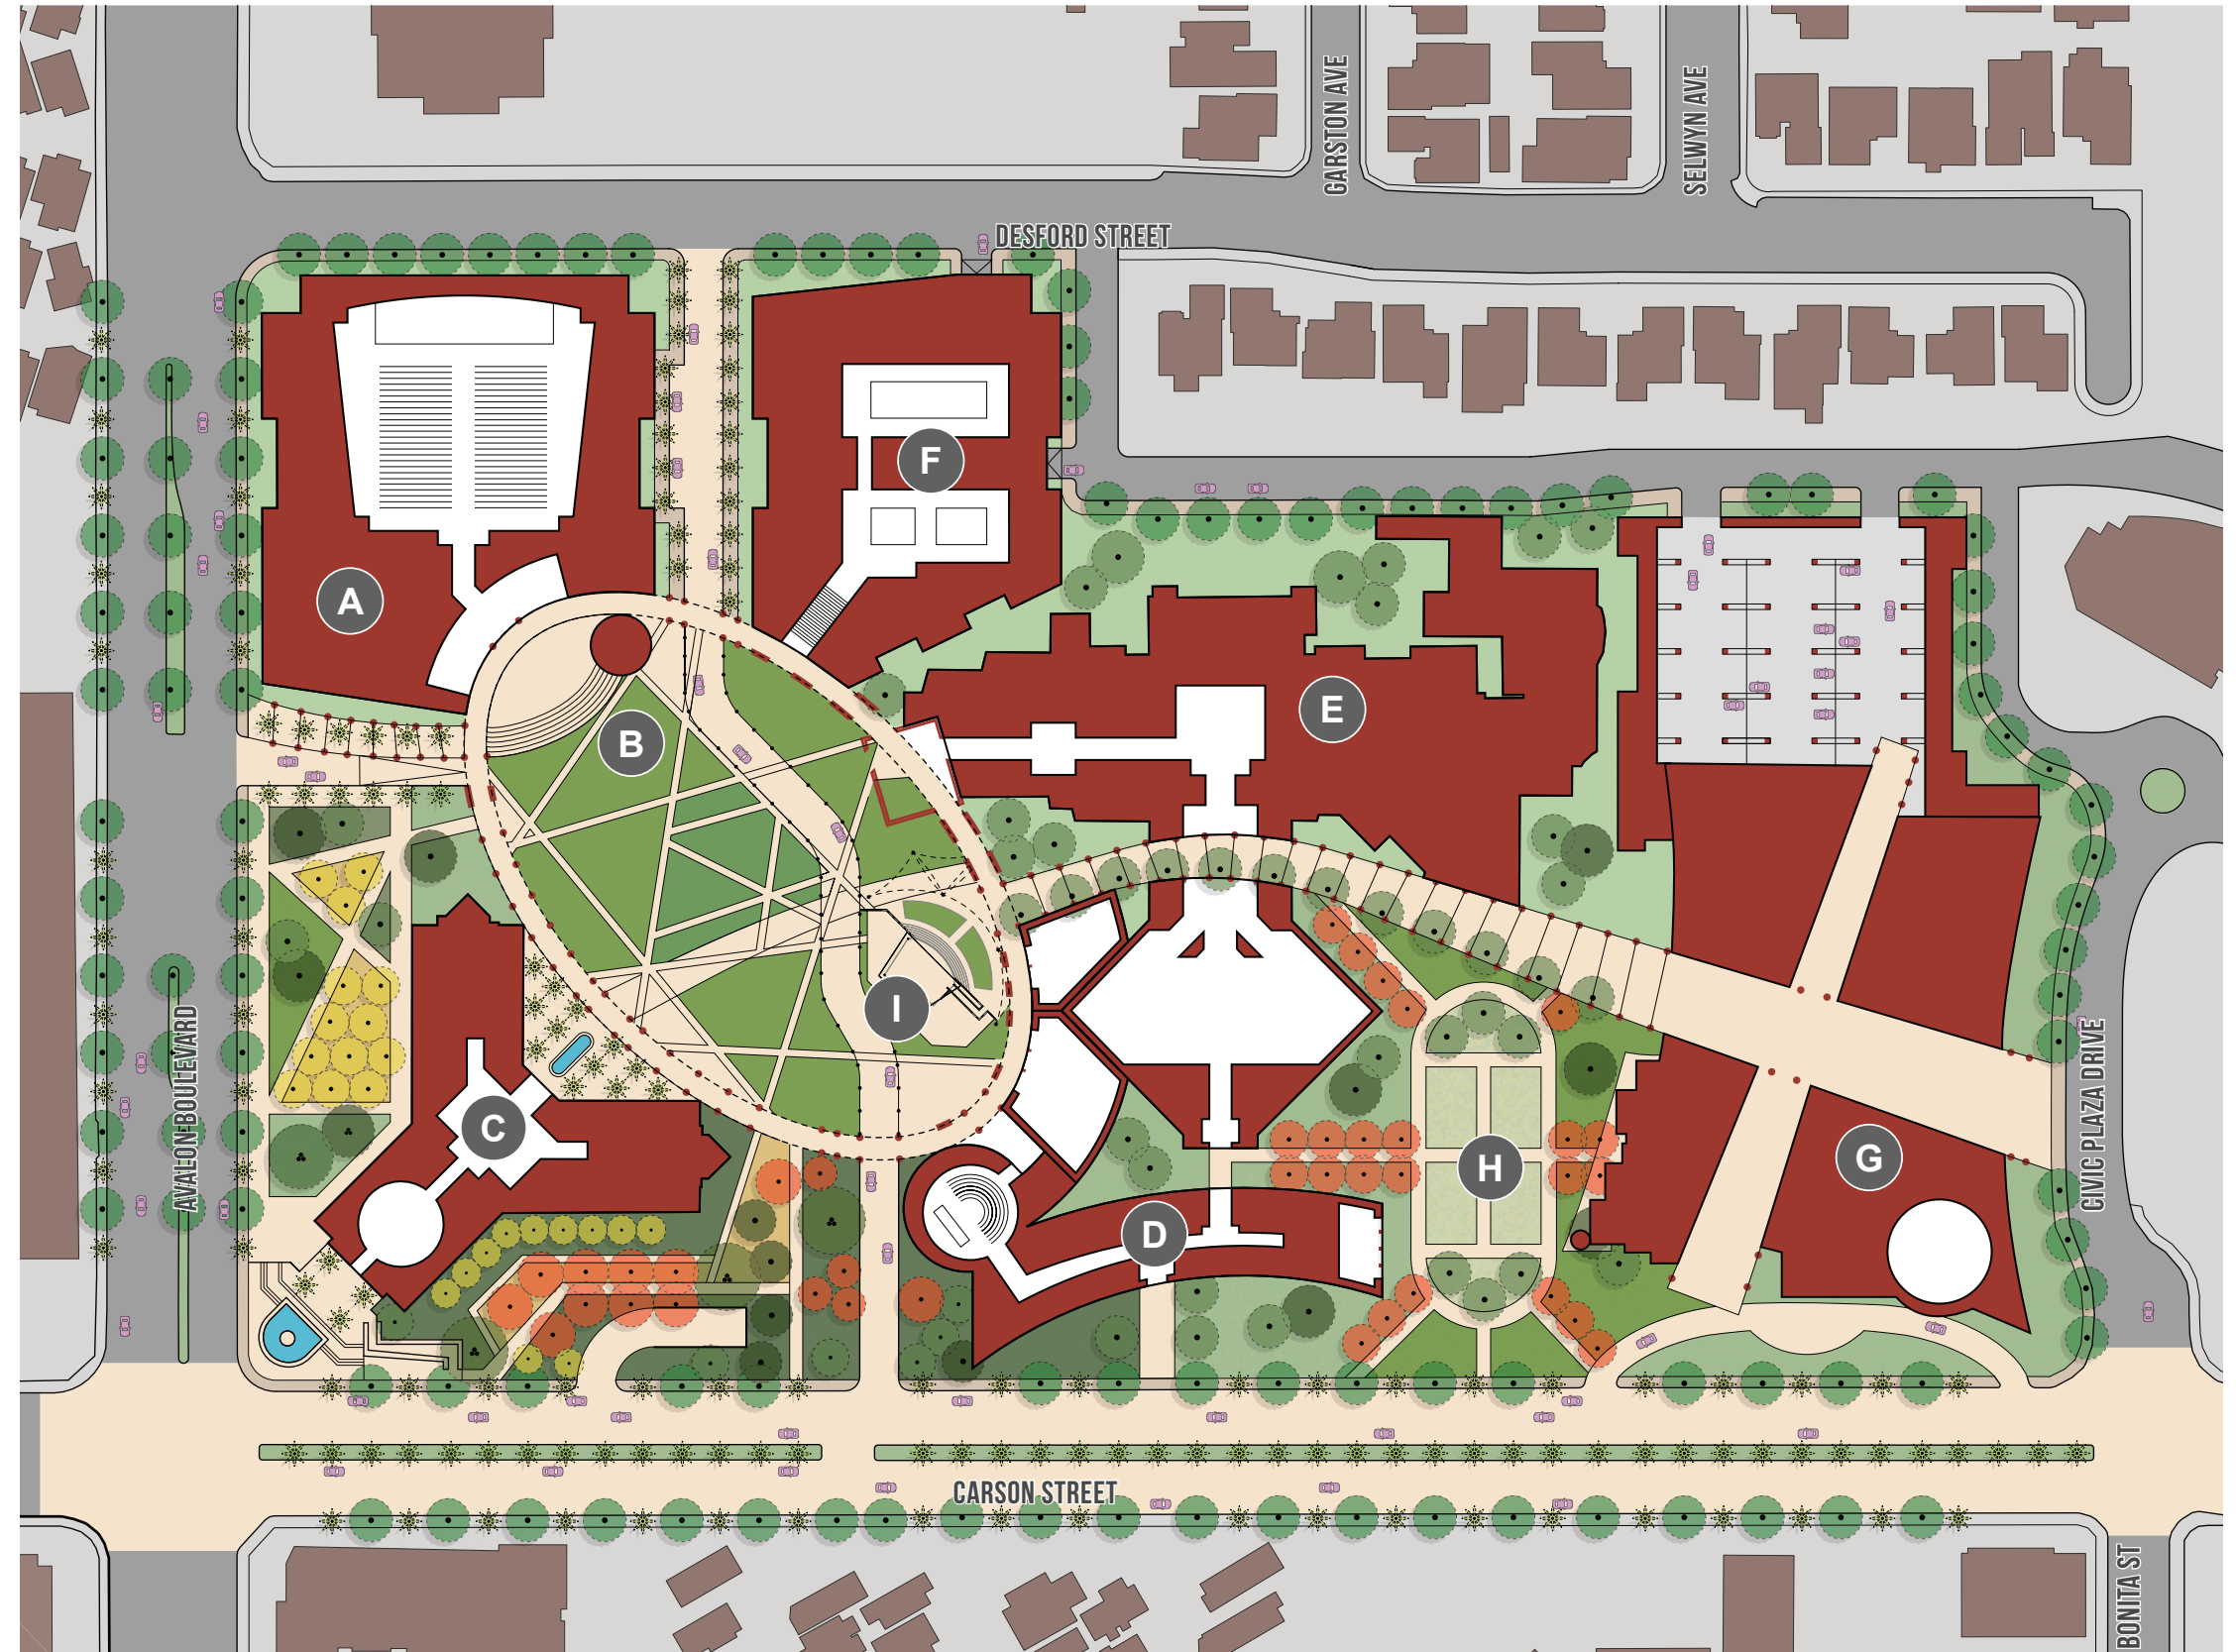 GARSTON AVE
SELWYN AVE
DESFORD STREET
F
A
E
B
I
AVALON BOULEVARD
C
H
G
D
CIVIC PLAZA DRIVE
CARSON STREET
BONITA ST